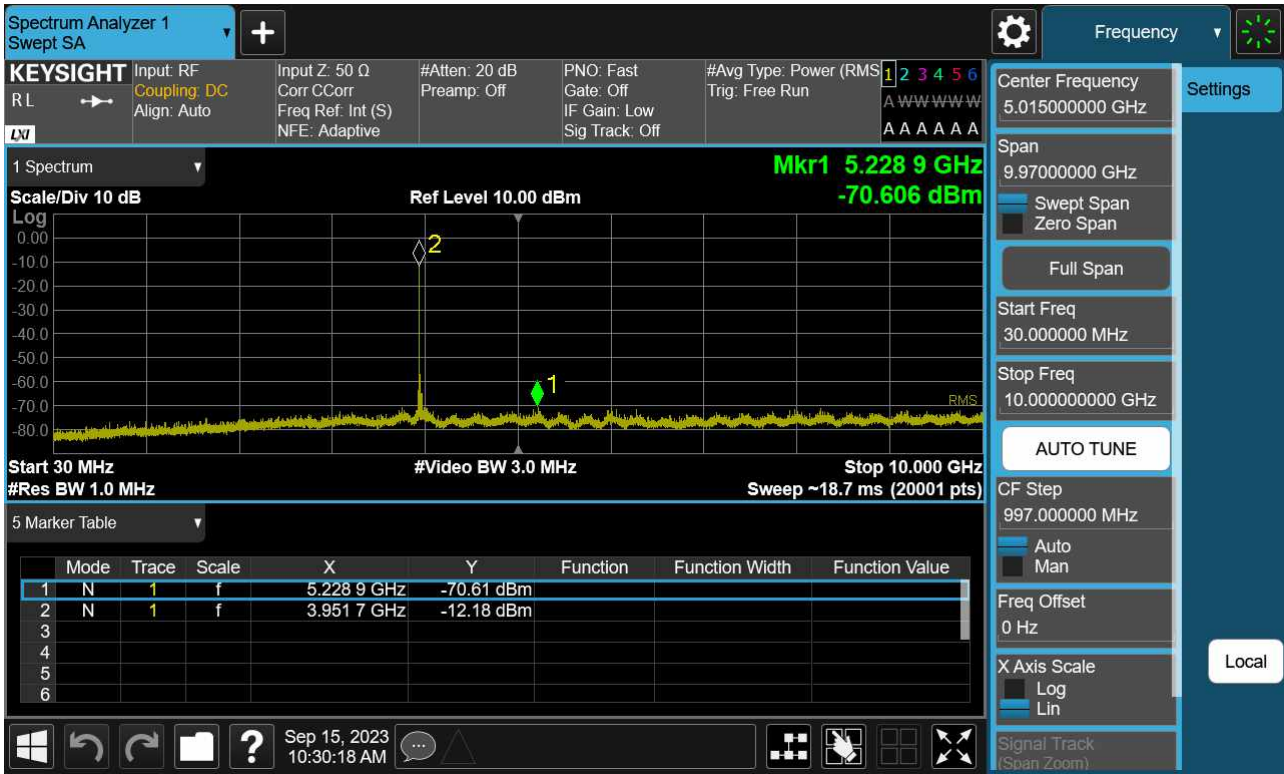 Spectrum Analyzer 1
Swept SA
Frequency
KEYSIGHT
R L
LXI
Input: RF
Coupling: DC
Align: Auto
Input Z: 50 Ω
Corr CCorr
Freq Ref: Int (S)
NFE: Adaptive
#Atten: 20 dB
Preamp: Off
PNO: Fast
Gate: Off
IF Gain: Low
Sig Track: Off
#Avg Type: Power (RMS
Trig: Free Run
1 2 3 4 5 6
A W W W W W
A A A A A A
1 Spectrum
Scale/Div 10 dB
Log
Ref Level 10.00 dBm
Mkr1 5.228 9 GHz
-70.606 dBm
0.00
-10.0
-20.0
-30.0
-40.0
-50.0
-60.0
-70.0
-80.0
2
1
RMS
Start 30 MHz
#Video BW 3.0 MHz
Stop 10.000 GHz
#Res BW 1.0 MHz
Sweep ~18.7 ms (20001 pts)
5 Marker Table
Mode Trace Scale X Y Function Function Width Function Value
1 N 1 f 5.228 9 GHz -70.61 dBm
2 N 1 f 3.951 7 GHz -12.18 dBm
3
4
5
6
Center Frequency
5.015000000 GHz
Span
9.97000000 GHz
Swept Span
Zero Span
Full Span
Start Freq
30.000000 MHz
Stop Freq
10.000000000 GHz
AUTO TUNE
CF Step
997.000000 MHz
Auto
Man
Freq Offset
0 Hz
X Axis Scale
Log
Lin
Signal Track
(Span Zoom)
Settings
Local
Sep 15, 2023
10:30:18 AM